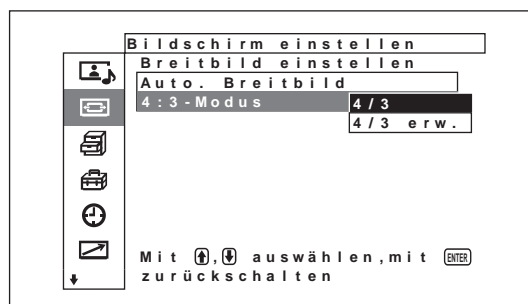 Bildschirm einstellen
Breitbild einstellen
Auto. Breitbild
4:3-Modus 4/3
4/3 erw.
Mit , auswählen,mit ENTER
zurückschalten